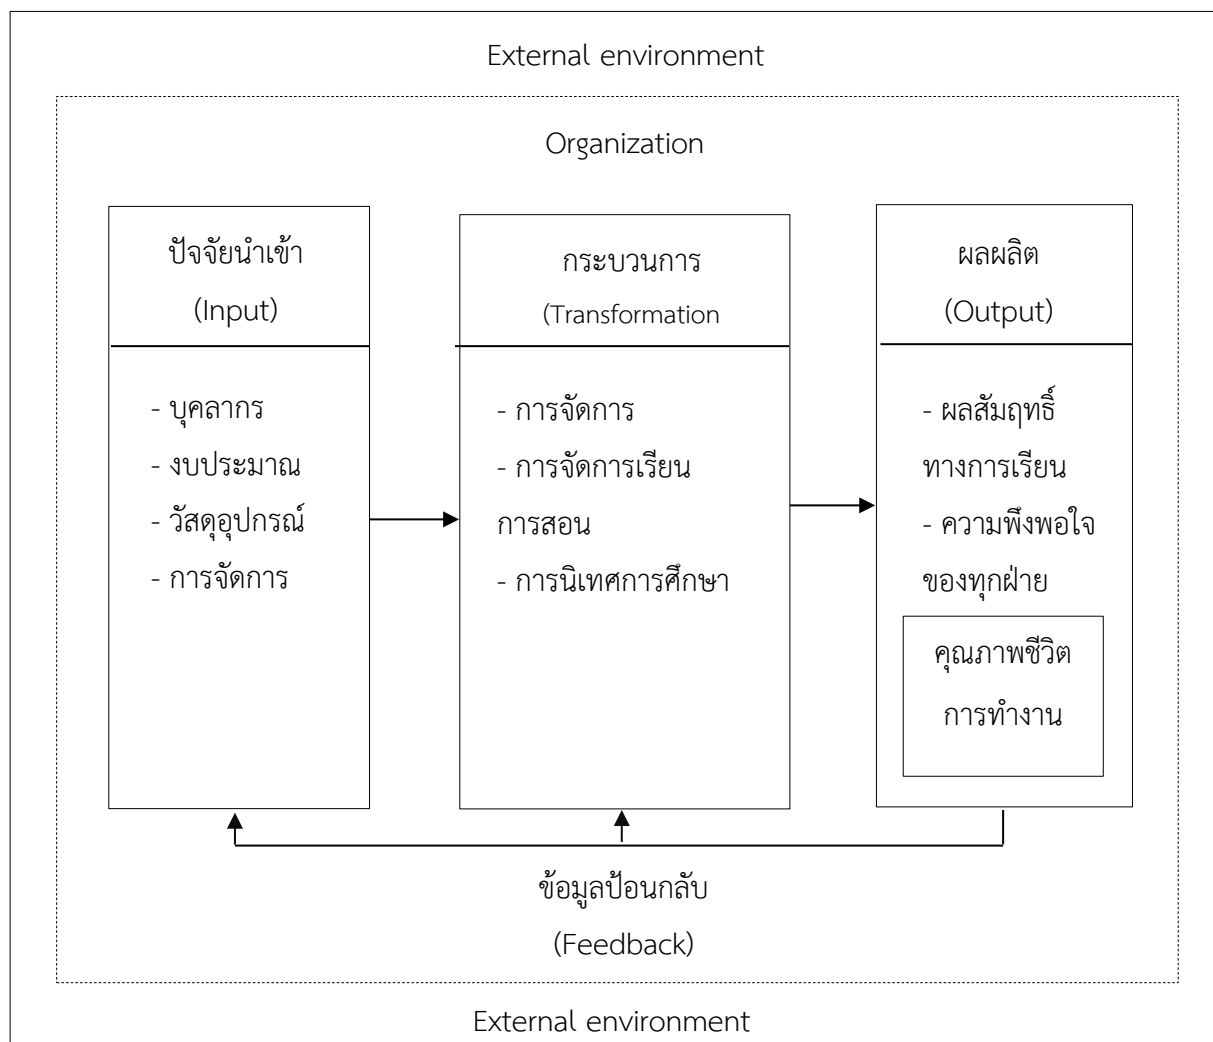 External environment
Organization
ปัจจัยนำเข้า
(Input)
- บุคลากร
- งบประมาณ
- วัสดุอุปกรณ์
- การจัดการ
กระบวนการ
(Transformation
- การจัดการ
- การจัดการเรียน
การสอน
- การนิเทศการศึกษา
ผลผลิต
(Output)
- ผลสัมฤทธิ์
ทางการเรียน
- ความพึงพอใจ
ของทุกฝ่าย
คุณภาพชีวิต
การทำงาน
ข้อมูลป้อนกลับ
(Feedback)
External environment